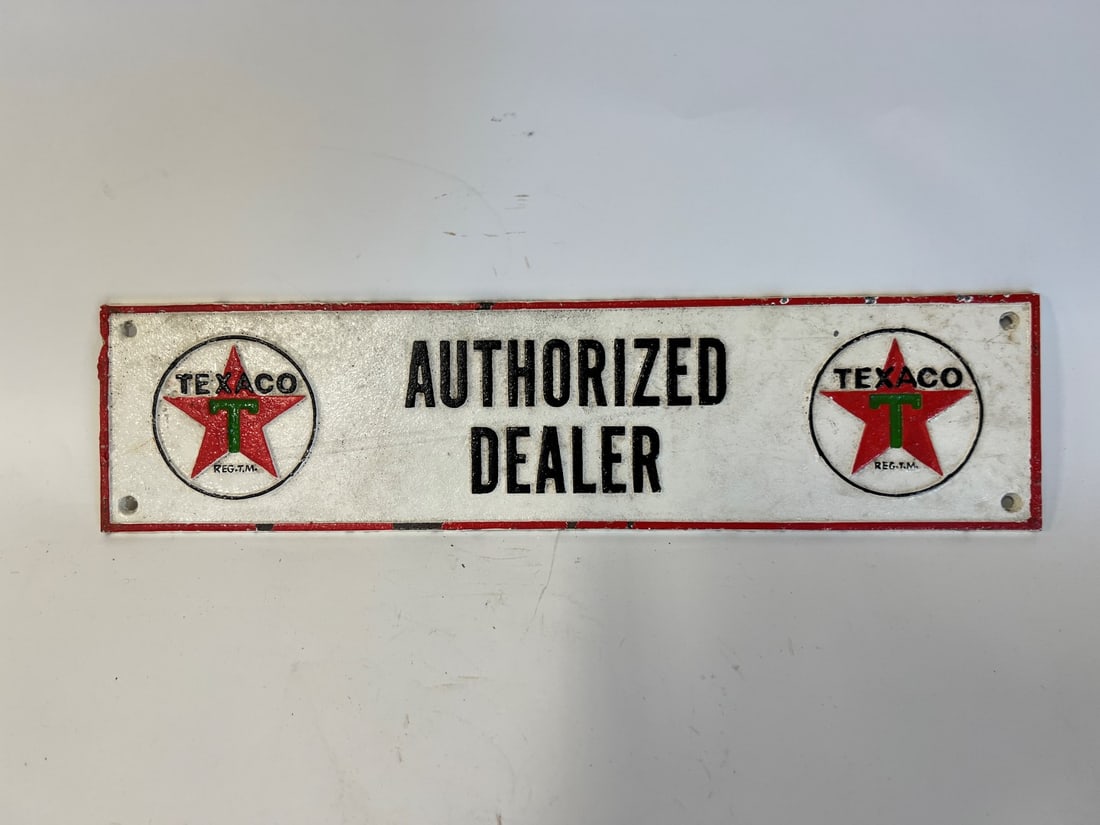 TEXACO
T
REG.T.M.
AUTHORIZED
DEALER
TEXACO
T
REG.T.M.